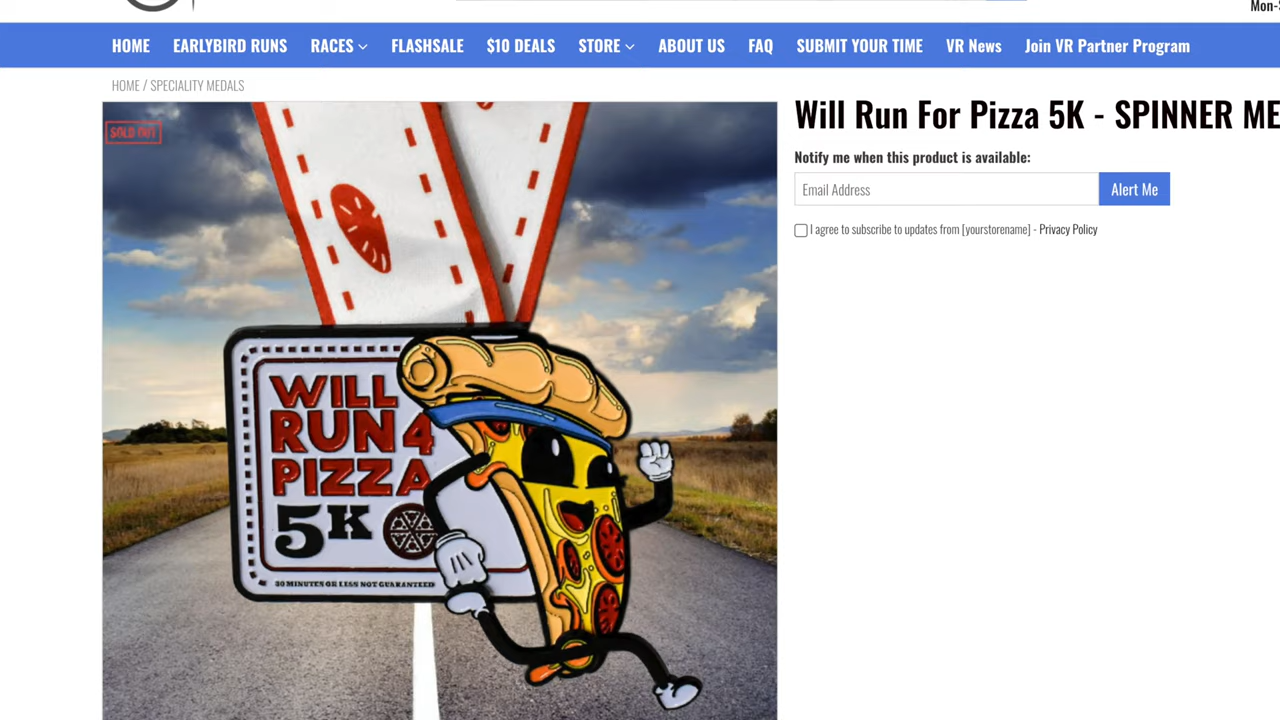 Mon-S
HOME EARLYBIRD RUNS RACES FLASHSALE $10 DEALS STORE ABOUT US FAQ SUBMIT YOUR TIME VR News Join VR Partner Program
HOME / SPECIALITY MEDALS
SOLD OUT
WILL
RUN 4
PIZZA
5K
30 MINUTES OR LESS NOT GUARANTEED
Will Run For Pizza 5K - SPINNER ME
Notify me when this product is available:
Email Address
Alert Me
I agree to subscribe to updates from [yourstorename] - Privacy Policy